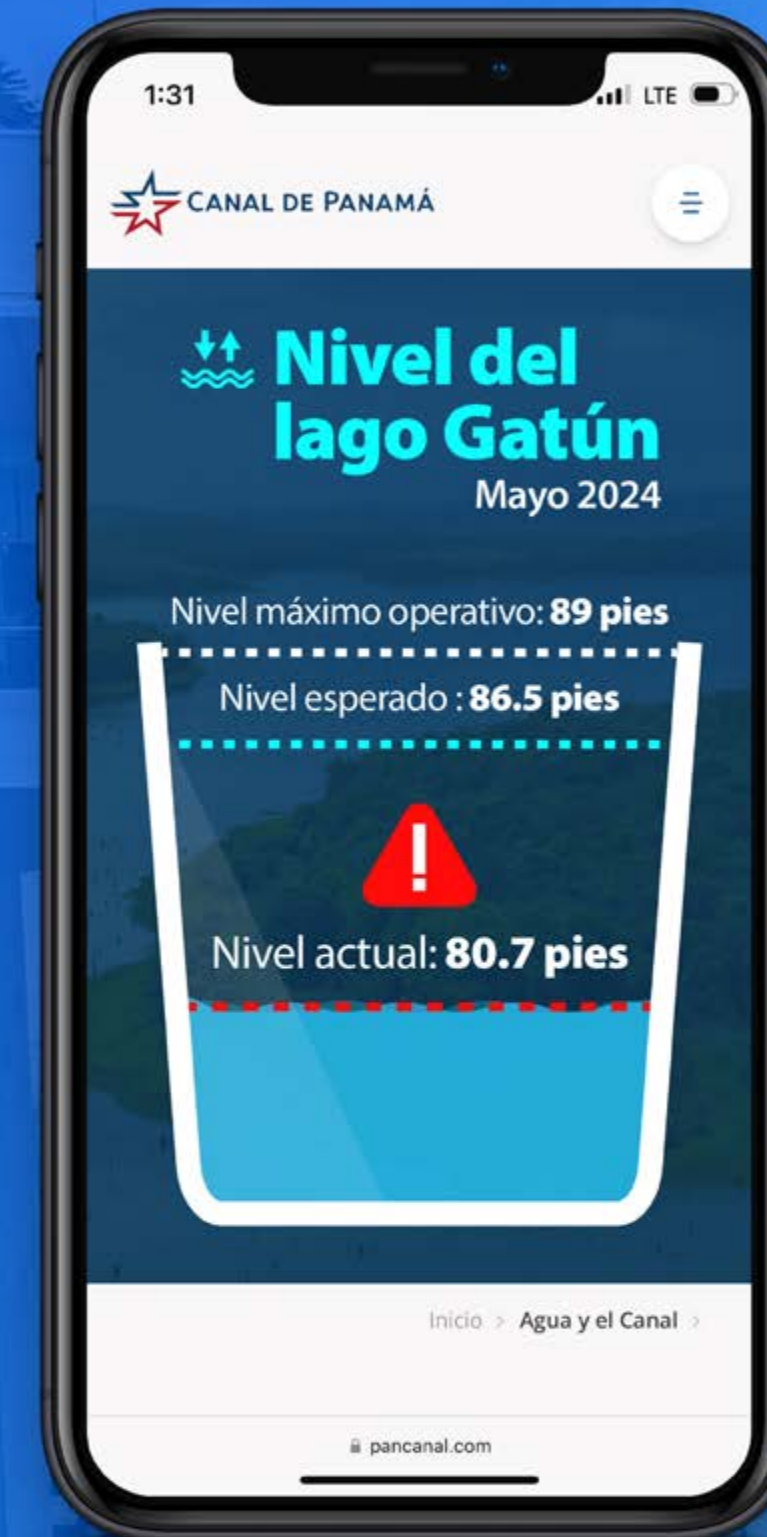 1:31
LTE
CANAL DE PANAMÁ
Nivel del
lago Gatún
Mayo 2024
Nivel máximo operativo: 89 pies
Nivel esperado : 86.5 pies
!
Nivel actual: 80.7 pies
Inicio > Agua y el Canal >
pancanal.com